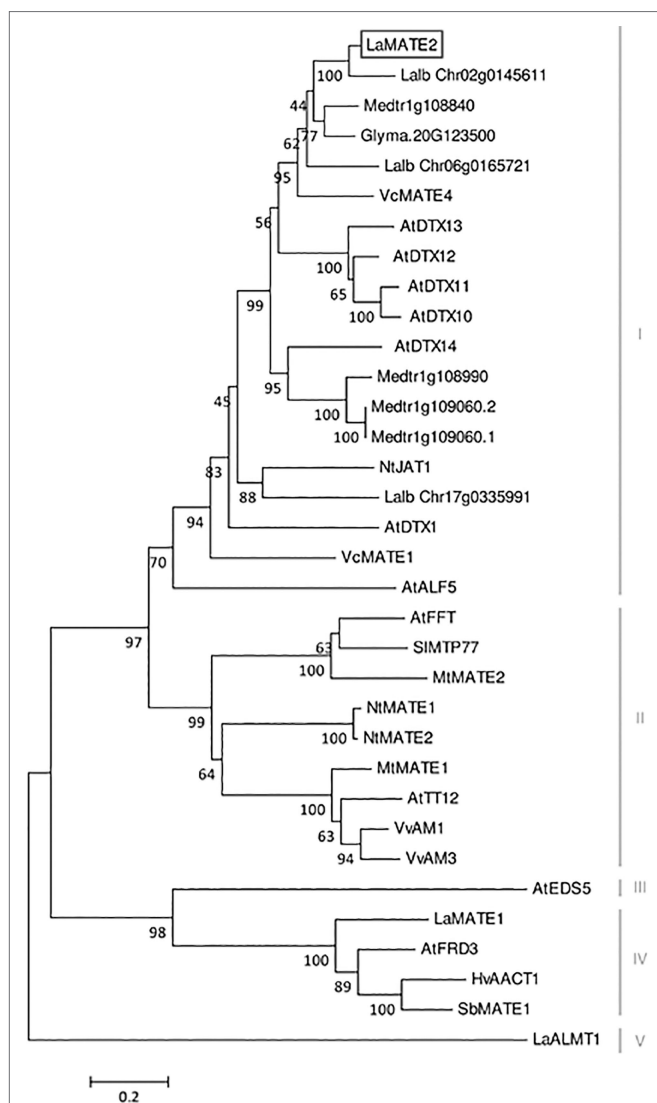 LaMATE2
100
Lalb Chr02g0145611
44
Medtr1g108840
77
Glyma.20G123500
62
Lalb Chr06g0165721
95
VcMATE4
56
AtDTX13
100
AtDTX12
65
AtDTX11
100
AtDTX10
99
AtDTX14
95
Medtr1g108990
100
Medtr1g109060.2
100
Medtr1g109060.1
45
NtJAT1
88
Lalb Chr17g0335991
83
AtDTX1
94
VcMATE1
70
AtALF5
I
97
AtFFT
63
SlMTP77
100
MtMATE2
99
NtMATE1
100
NtMATE2
64
MtMATE1
100
AtTT12
63
VvAM1
94
VvAM3
II
AtEDS5
III
98
LaMATE1
100
AtFRD3
89
HvAACT1
100
SbMATE1
IV
LaALMT1
V
0.2